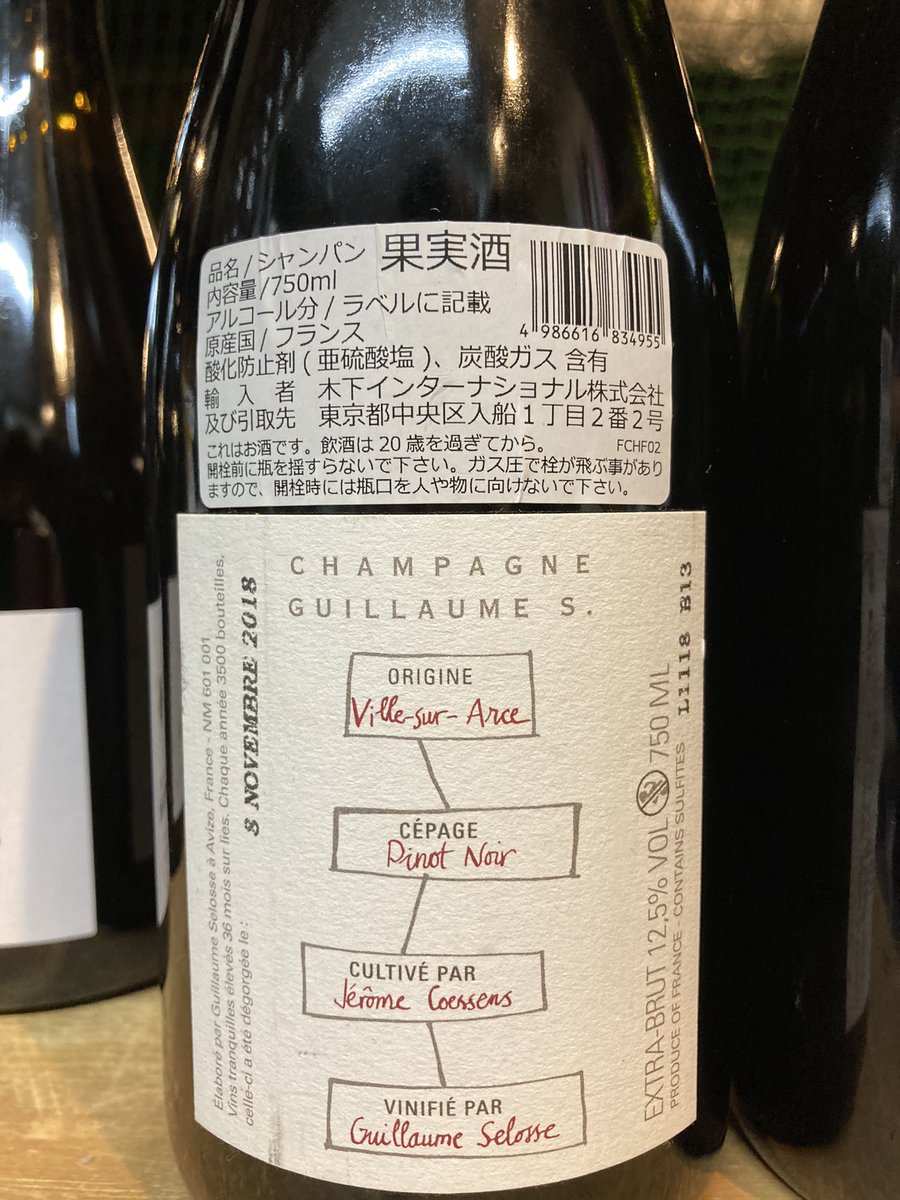 品名/シャンパン 果実酒
内容量/750ml
アルコール分/ラベルに記載
原産国/フランス
4 986616 834955
酸化防止剤(亜硫酸塩)、炭酸ガス 含有
輸入者 木下インターナショナル株式会社
及び引取先 東京都中央区入船1丁目2番2号
これはお酒です。飲酒は20歳を過ぎてから。 FCHF02
開栓前に瓶を揺すらないで下さい。ガス圧で栓が飛ぶ事があり
ますので、開栓時には瓶口を人や物に向けないで下さい。
CHAMPAGNE
GUILLAUME S.
ORIGINE
Ville-sur-Arce
CÉPAGE
Pinot Noir
CULTIVÉ PAR
Jérôme Coessens
VINIFIÉ PAR
Guillaume Selosse
Élaboré par Guillaume Selosse à Avize, France - NM 601 001
Vins tranquilles élevés 36 mois sur lies. Chaque année 3500 bouteilles,
celle-ci a été dégorgée le :
8 NOVEMBRE 2018
EXTRA-BRUT 12,5% VOL 750 ML
PRODUCE OF FRANCE - CONTAINS SULFITES
L1118 B13